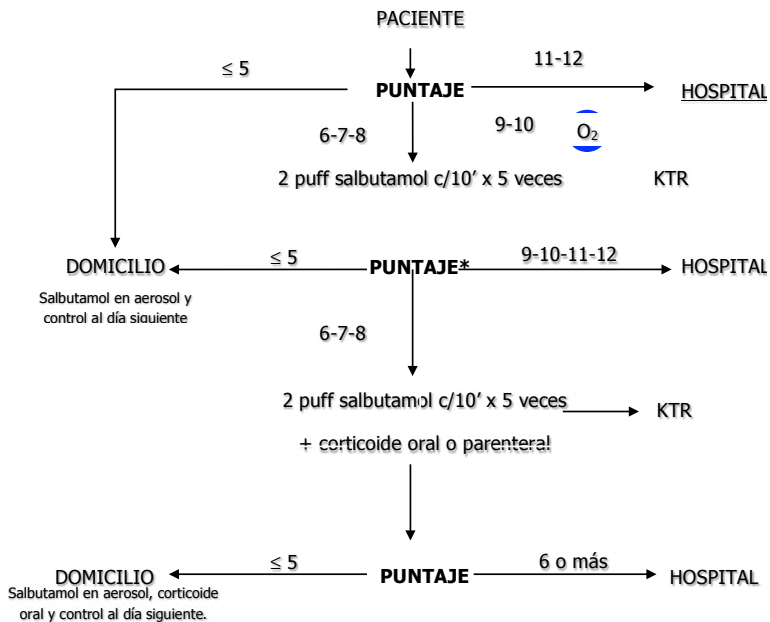 PACIENTE
≤ 5
11-12
PUNTAJE
HOSPITAL
6-7-8
9-10
O₂
2 puff salbutamol c/10’ x 5 veces
KTR
DOMICILIO
≤ 5
PUNTAJE*
9-10-11-12
HOSPITAL
Salbutamol en aerosol y
control al día siguiente
6-7-8
2 puff salbutamol c/10’ x 5 veces
KTR
+ corticoide oral o parenteral
DOMICILIO
≤ 5
PUNTAJE
6 o más
HOSPITAL
Salbutamol en aerosol, corticoide
oral y control al día siguiente.